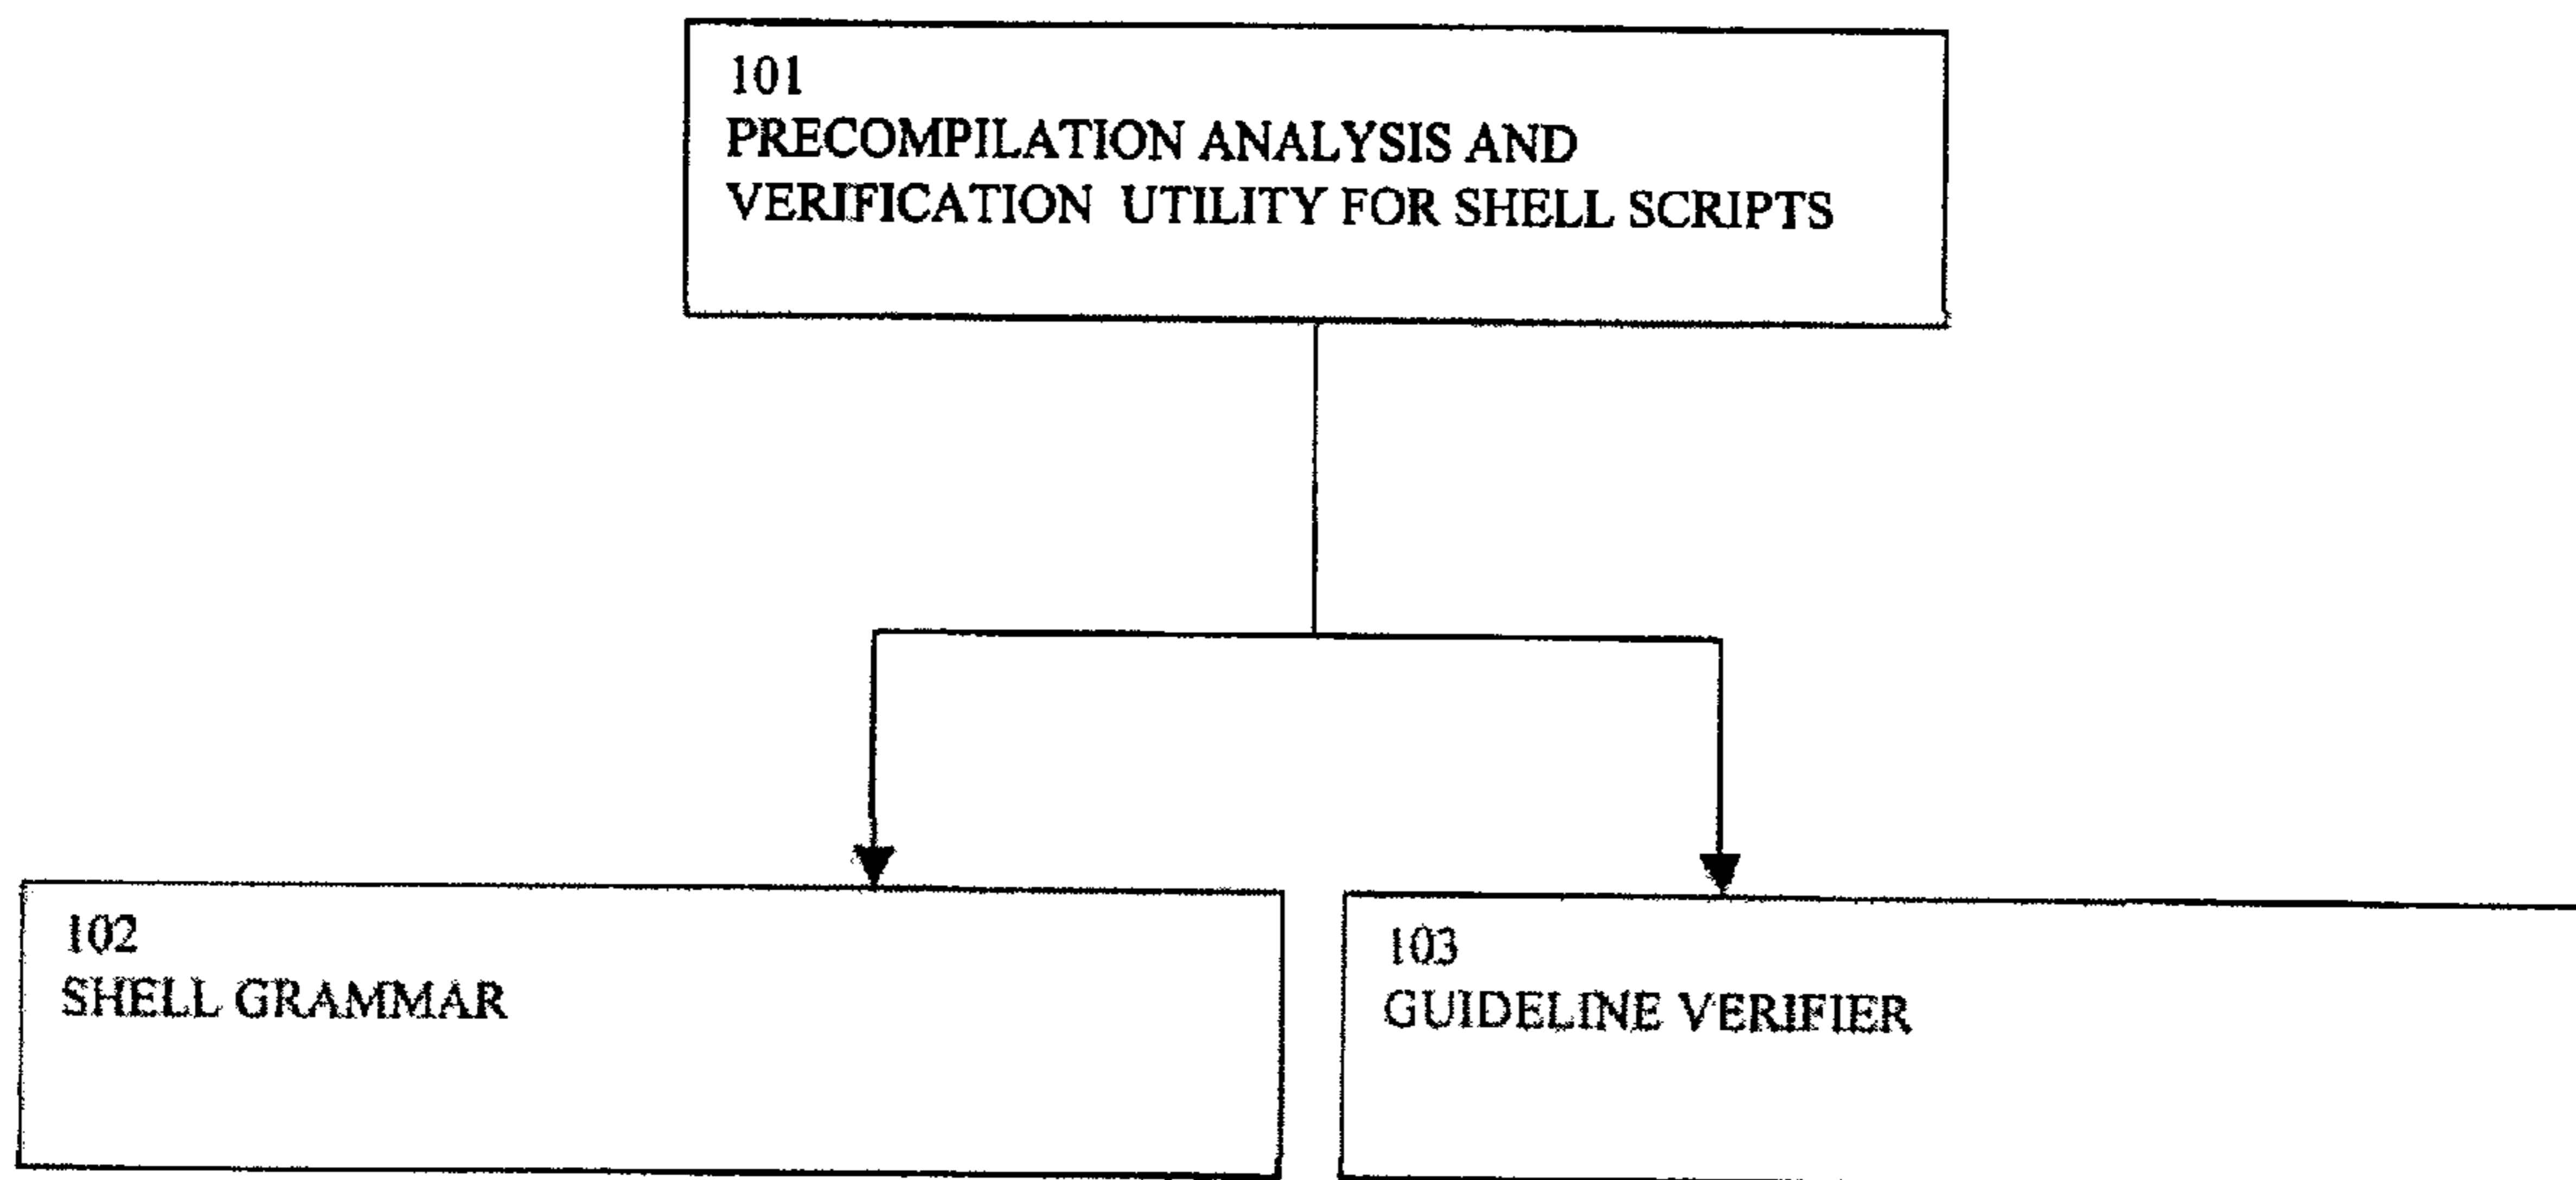 101
PRECOMPILATION ANALYSIS AND
VERIFICATION UTILITY FOR SHELL SCRIPTS
102
SHELL GRAMMAR
103
GUIDELINE VERIFIER